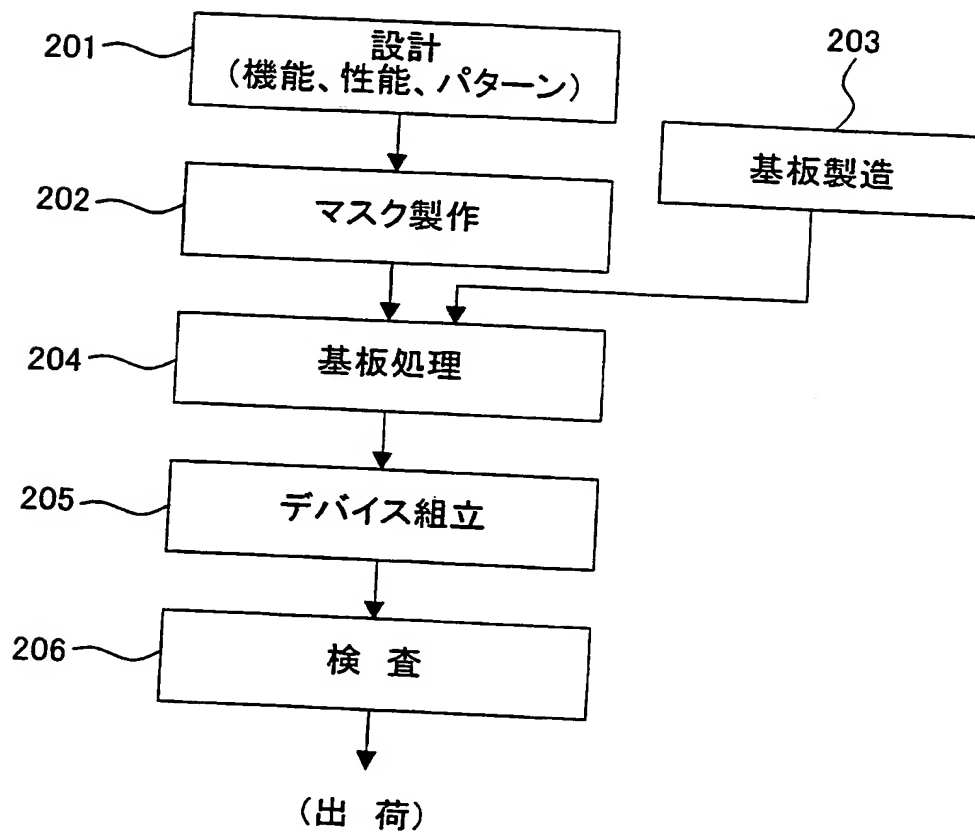 201
設計
(機能、性能、パターン)
203
基板製造
202
マスク製作
204
基板処理
205
デバイス組立
206
検 査
(出 荷)